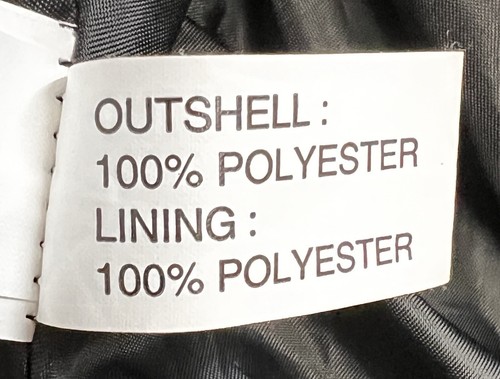 OUTSHELL :
100% POLYESTER
LINING :
100% POLYESTER